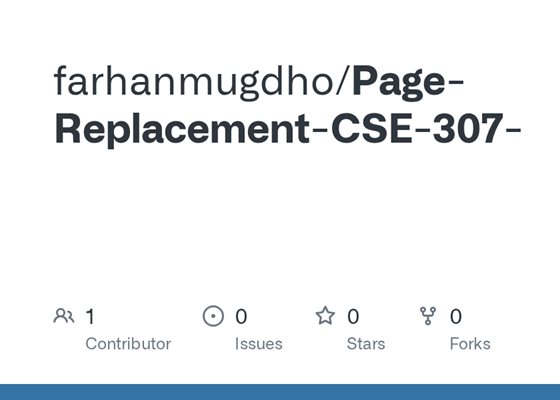 farhanmugdho/Page-
Replacement-CSE-307-
1 0 0 0
Contributor Issues Stars Forks